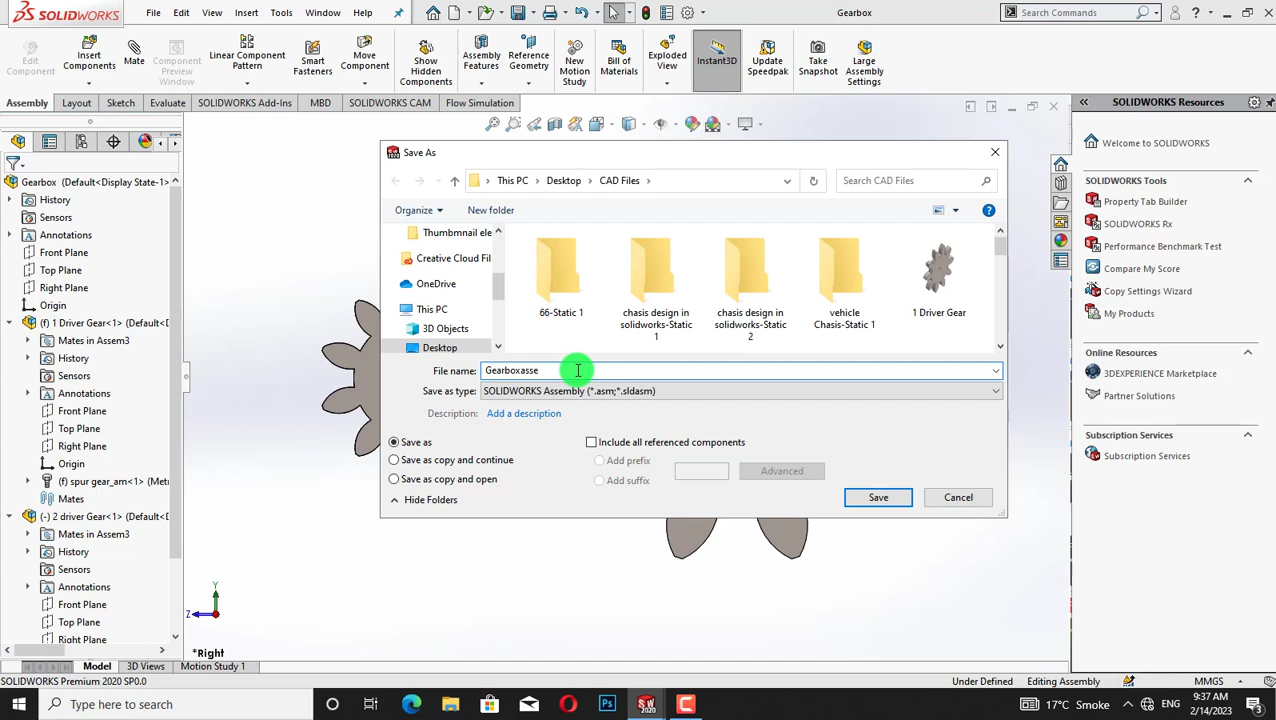 SOLIDWORKS File Edit View Insert Tools Window Help Gearbox Search Commands
Edit Component Insert Components Mate Component Preview Window Linear Component Pattern Smart Fasteners Move Component Show Hidden Components Assembly Features Reference Geometry New Motion Study Bill of Materials Exploded View Instant3D Update Speedpak Take Snapshot Large Assembly Settings
Assembly Layout Sketch Evaluate SOLIDWORKS Add-Ins MBD SOLIDWORKS CAM Flow Simulation
Gearbox (Default<Display State-1>
History
Sensors
Annotations
Front Plane
Top Plane
Right Plane
Origin
(f) 1 Driver Gear<1> (Default<[
Mates in Assem3
History
Sensors
Annotations
Front Plane
Top Plane
Right Plane
Origin
(f) spur gear_am<1> (Met
Mates
(-) 2 driver Gear<1> (Default<
Mates in Assem3
History
Sensors
Annotations
Front Plane
Top Plane
Right Plane
Save As
This PC Desktop CAD Files Search CAD Files
Organize New folder
Thumbmnail ele
Creative Cloud Fil
OneDrive
This PC
3D Objects
Desktop
66-Static 1
chasis design in solidworks-Static 1
chasis design in solidworks-Static 2
vehicle Chasis-Static 1
1 Driver Gear
File name: Gearboxasse
Save as type: SOLIDWORKS Assembly (*.asm;*.sldasm)
Description: Add a description
Save as
Save as copy and continue
Save as copy and open
Include all referenced components
Add prefix
Add suffix
Advanced
Hide Folders
Save Cancel
Z Y
*Right
SOLIDWORKS Resources
Welcome to SOLIDWORKS
SOLIDWORKS Tools
Property Tab Builder
SOLIDWORKS Rx
Performance Benchmark Test
Compare My Score
Copy Settings Wizard
My Products
Online Resources
3DEXPERIENCE Marketplace
Partner Solutions
Subscription Services
Subscription Services
Model 3D Views Motion Study 1
SOLIDWORKS Premium 2020 SP0.0 Under Defined Editing Assembly MMGS
Type here to search 17°C Smoke ENG 9:37 AM
2/14/2023